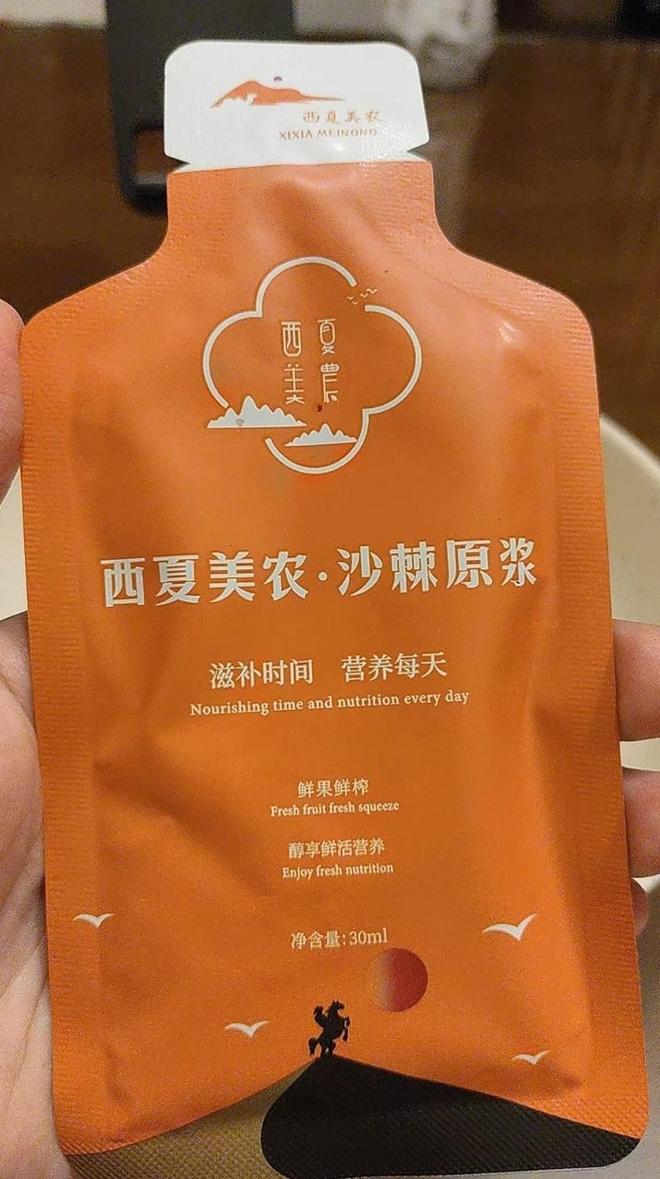 西夏美农
XIXIA MEINONG
西夏
美農
西夏美农·沙棘原浆
滋补时间 营养每天
Nourishing time and nutrition every day
鲜果鲜榨
Fresh fruit fresh squeeze
醇享鲜活营养
Enjoy fresh nutrition
净含量:30ml